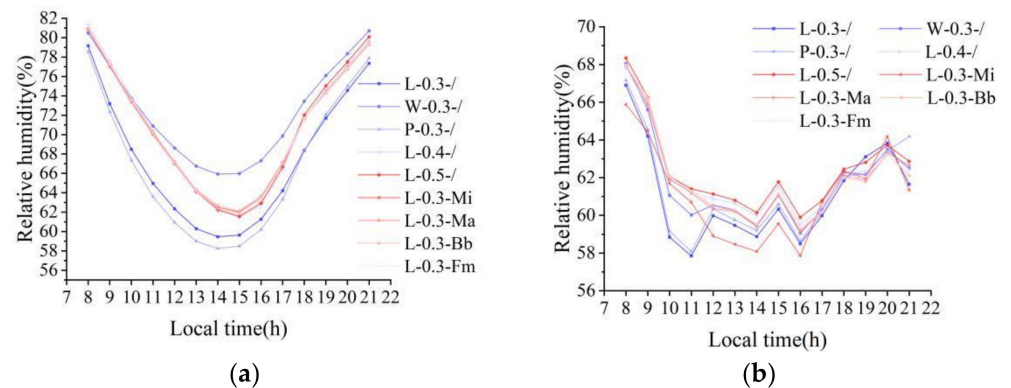 82
80
78
76
74
72
70
68
66
64
62
60
58
56
Relative humidity(%)
7 8 9 10 11 12 13 14 15 16 17 18 19 20 21 22
Local time(h)
L-0.3-/
W-0.3-/
P-0.3-/
L-0.4-/
L-0.5-/
L-0.3-Mi
L-0.3-Ma
L-0.3-Bb
L-0.3-Fm
(a)
70
68
66
64
62
60
58
56
Relative humidity(%)
7 8 9 10 11 12 13 14 15 16 17 18 19 20 21 22
Local time(h)
L-0.3-/ W-0.3-/
P-0.3-/ L-0.4-/
L-0.5-/ L-0.3-Mi
L-0.3-Ma L-0.3-Bb
L-0.3-Fm
(b)